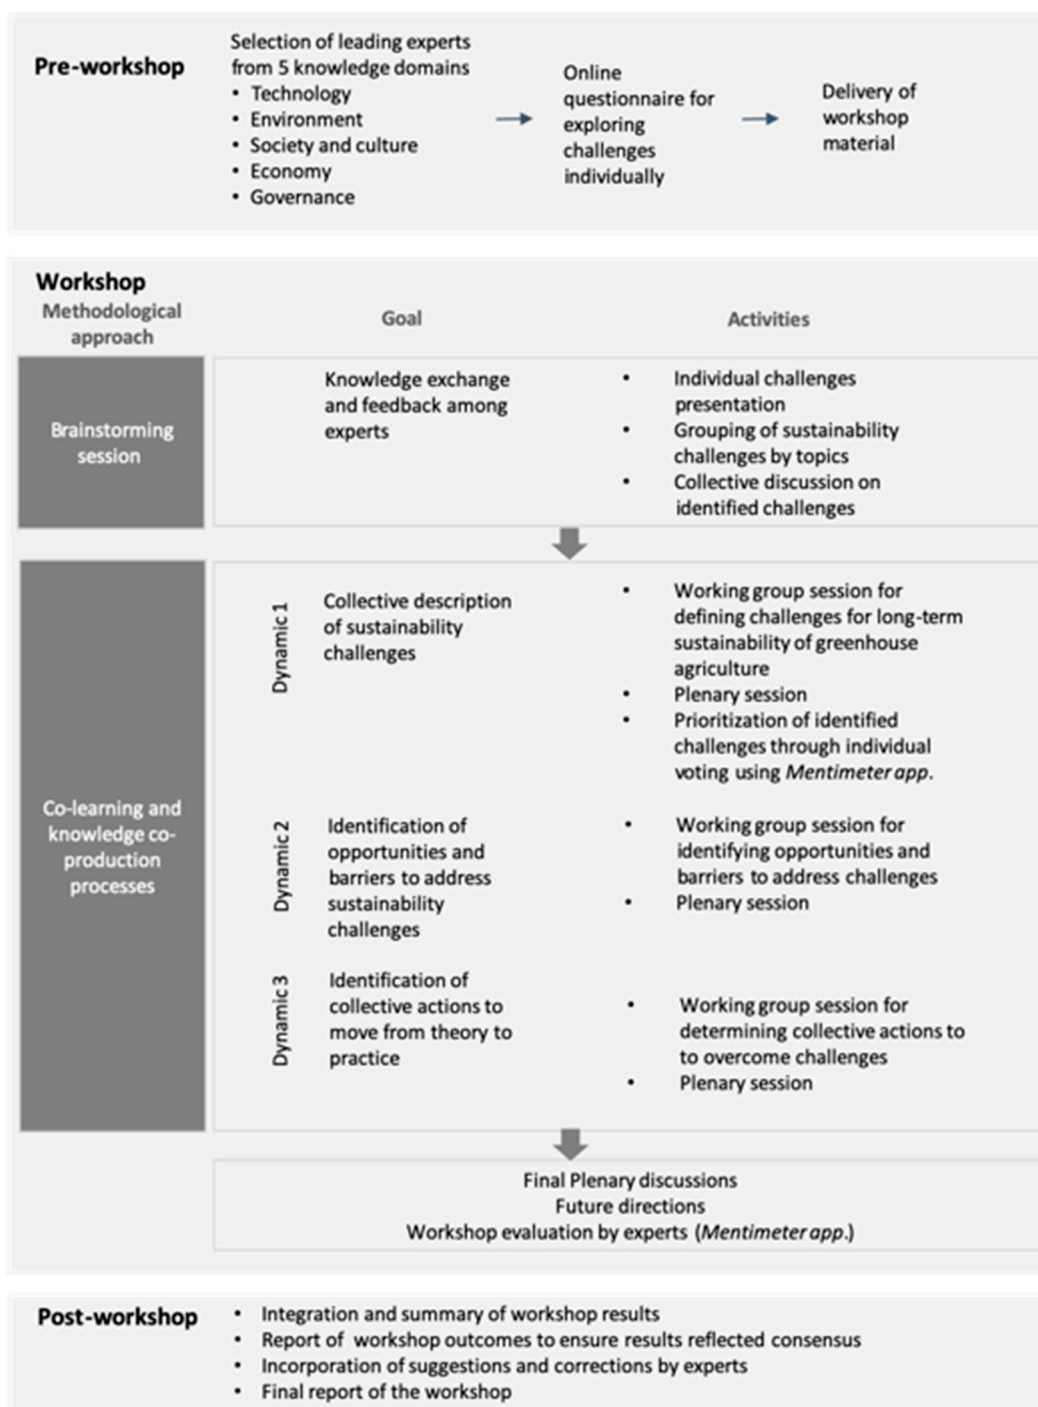 Pre-workshop
Selection of leading experts
from 5 knowledge domains
• Technology
• Environment
• Society and culture
• Economy
• Governance
Online
questionnaire for
exploring
challenges
individually
Delivery of
workshop
material
Workshop
Methodological
approach
Goal
Activities
Brainstorming
session
Knowledge exchange
and feedback among
experts
• Individual challenges
presentation
• Grouping of sustainability
challenges by topics
• Collective discussion on
identified challenges
Co-learning and
knowledge co-
production
processes
Dynamic 1
Collective description
of sustainability
challenges
• Working group session for
defining challenges for long-term
sustainability of greenhouse
agriculture
• Plenary session
• Prioritization of identified
challenges through individual
voting using Mentimeter app.
Dynamic 2
Identification of
opportunities and
barriers to address
sustainability
challenges
• Working group session for
identifying opportunities and
barriers to address challenges
• Plenary session
Dynamic 3
Identification of
collective actions to
move from theory to
practice
• Working group session for
determining collective actions to
to overcome challenges
• Plenary session
Final Plenary discussions
Future directions
Workshop evaluation by experts (Mentimeter app.)
Post-workshop
• Integration and summary of workshop results
• Report of workshop outcomes to ensure results reflected consensus
• Incorporation of suggestions and corrections by experts
• Final report of the workshop